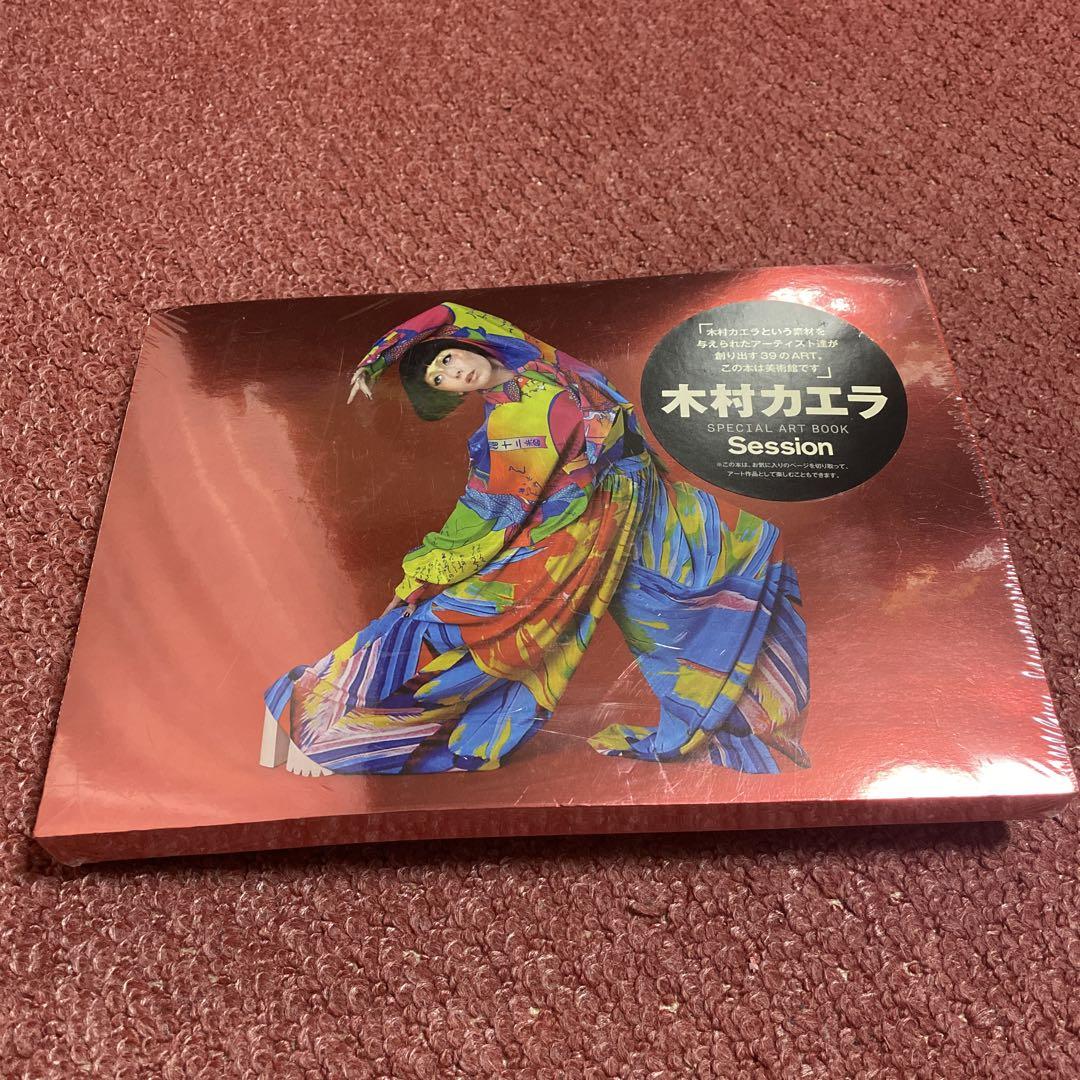 「木村カエラという素材を
与えられたアーティスト達が
創り出す39のART。
この本は美術館です」
木村カエラ
SPECIAL ART BOOK
Session
※この本は、お気に入りのページを切り取って、
アート作品として楽しむこともできます。